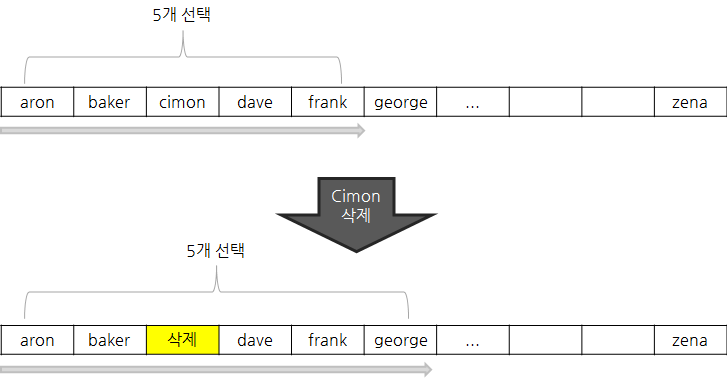 5개 선택
aron baker cimon dave frank george ... zena
Cimon
삭제
5개 선택
aron baker 삭제 dave frank george ... zena